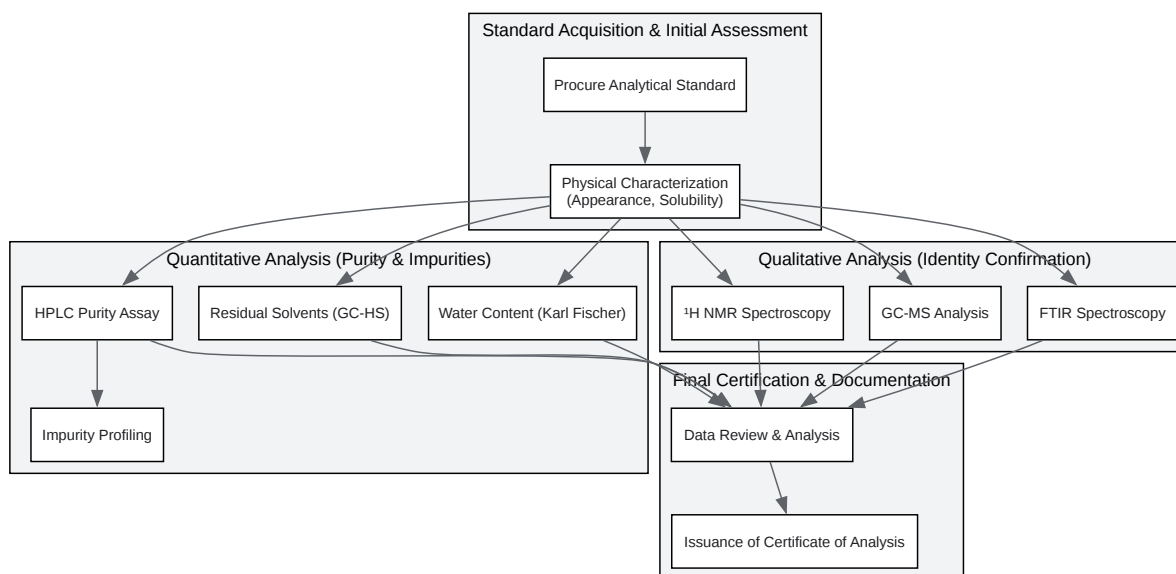 Standard Acquisition & Initial Assessment
Procure Analytical Standard
Physical Characterization
(Appearance, Solubility)
Quantitative Analysis (Purity & Impurities)
Qualitative Analysis (Identity Confirmation)
HPLC Purity Assay
Residual Solvents (GC-HS)
Water Content (Karl Fischer)
¹H NMR Spectroscopy
GC-MS Analysis
FTIR Spectroscopy
Final Certification & Documentation
Impurity Profiling
Data Review & Analysis
Issuance of Certificate of Analysis